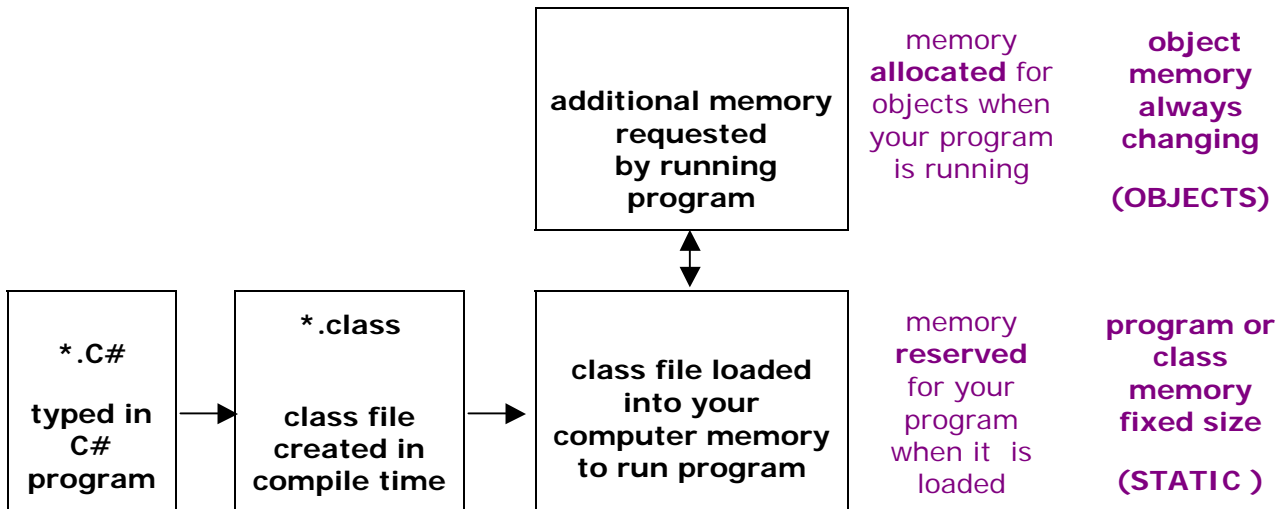 additional memory
requested
by running
program
memory
allocated for
objects when
your program
is running
object
memory
always
changing
(OBJECTS)
*.C#
typed in
C#
program
*.class
class file
created in
compile time
class file loaded
into your
computer memory
to run program
memory
reserved
for your
program
when it is
loaded
program or
class
memory
fixed size
(STATIC )